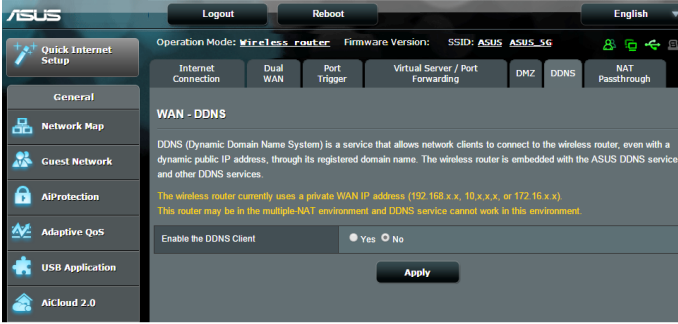 ASUS
Logout
Reboot
English
Quick Internet
Setup
Operation Mode: Wireless router Firmware Version: SSID: ASUS ASUS_5G
Internet
Connection
Dual
WAN
Port
Trigger
Virtual Server / Port
Forwarding
DMZ
DDNS
NAT
Passthrough
General
Network Map
Guest Network
AiProtection
Adaptive QoS
USB Application
AiCloud 2.0
WAN - DDNS
DDNS (Dynamic Domain Name System) is a service that allows network clients to connect to the wireless router, even with a
dynamic public IP address, through its registered domain name. The wireless router is embedded with the ASUS DDNS service
and other DDNS services.
The wireless router currently uses a private WAN IP address (192.168.x.x, 10,x,x,x, or 172.16.x.x).
This router may be in the multiple-NAT environment and DDNS service cannot work in this environment.
Enable the DDNS Client Yes No
Apply